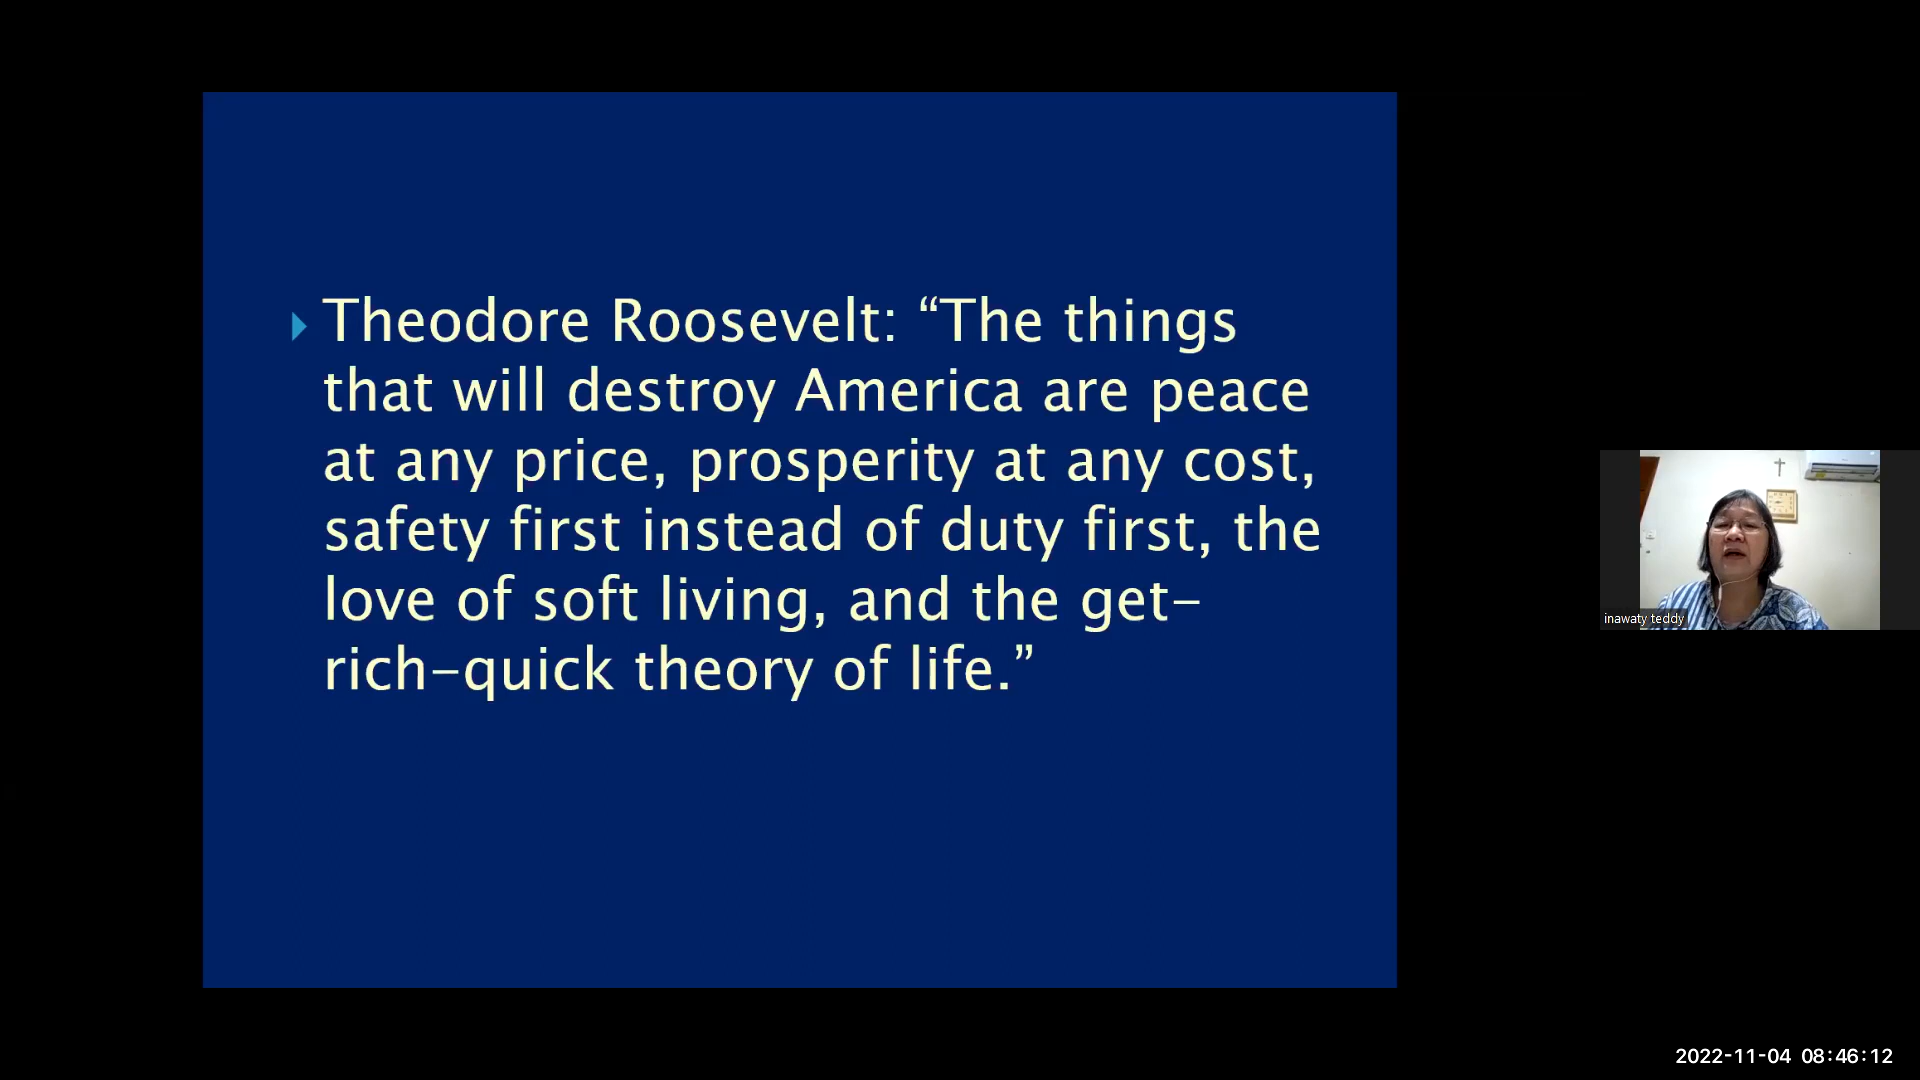 Theodore Roosevelt: “The things
that will destroy America are peace
at any price, prosperity at any cost,
safety first instead of duty first, the
love of soft living, and the get-
rich-quick theory of life.”
inawaty teddy
2022-11-04 08:46:12